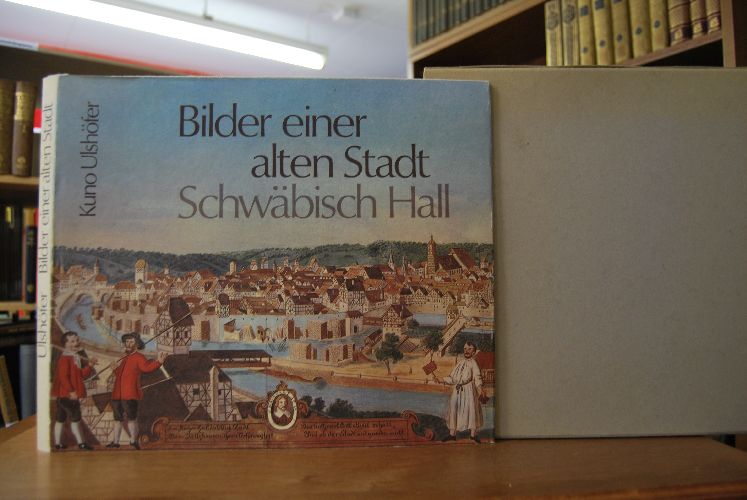 Bilder einer
alten Stadt
Schwäbisch Hall
Kuno Ulshöfer
Ulshöfer Bilder einer alten Stadt